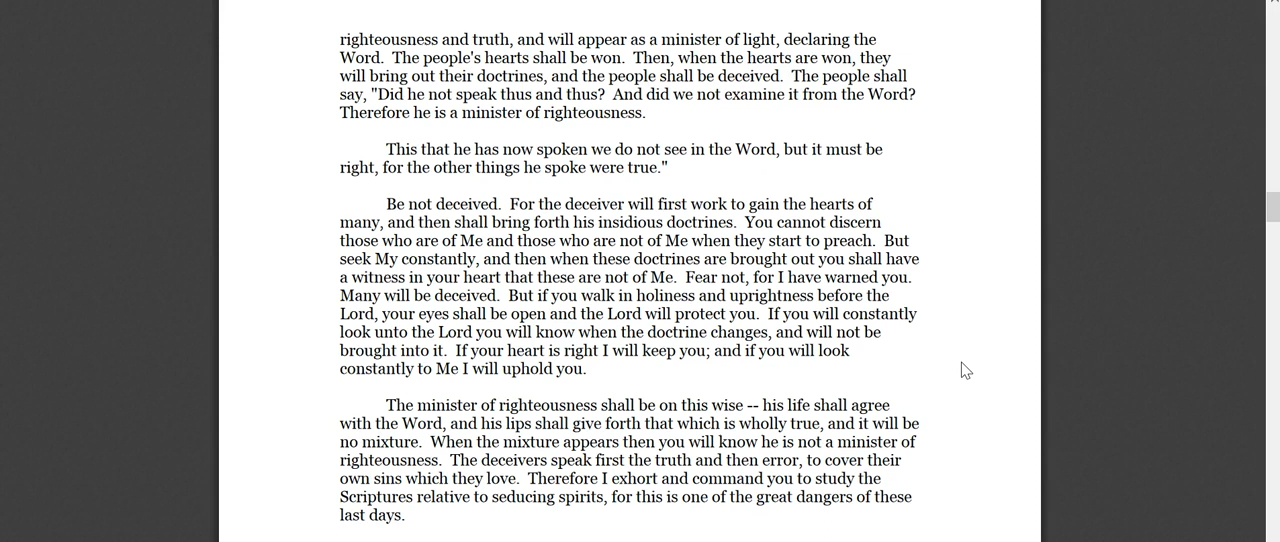 righteousness and truth, and will appear as a minister of light, declaring the
Word.  The people's hearts shall be won.  Then, when the hearts are won, they
will bring out their doctrines, and the people shall be deceived.  The people shall
say, "Did he not speak thus and thus?  And did we not examine it from the Word?
Therefore he is a minister of righteousness.
This that he has now spoken we do not see in the Word, but it must be
right, for the other things he spoke were true."
Be not deceived.  For the deceiver will first work to gain the hearts of
many, and then shall bring forth his insidious doctrines.  You cannot discern
those who are of Me and those who are not of Me when they start to preach.  But
seek My constantly, and then when these doctrines are brought out you shall have
a witness in your heart that these are not of Me.  Fear not, for I have warned you.
Many will be deceived.  But if you walk in holiness and uprightness before the
Lord, your eyes shall be open and the Lord will protect you.  If you will constantly
look unto the Lord you will know when the doctrine changes, and will not be
brought into it.  If your heart is right I will keep you; and if you will look
constantly to Me I will uphold you.
The minister of righteousness shall be on this wise -- his life shall agree
with the Word, and his lips shall give forth that which is wholly true, and it will be
no mixture.  When the mixture appears then you will know he is not a minister of
righteousness.  The deceivers speak first the truth and then error, to cover their
own sins which they love.  Therefore I exhort and command you to study the
Scriptures relative to seducing spirits, for this is one of the great dangers of these
last days.